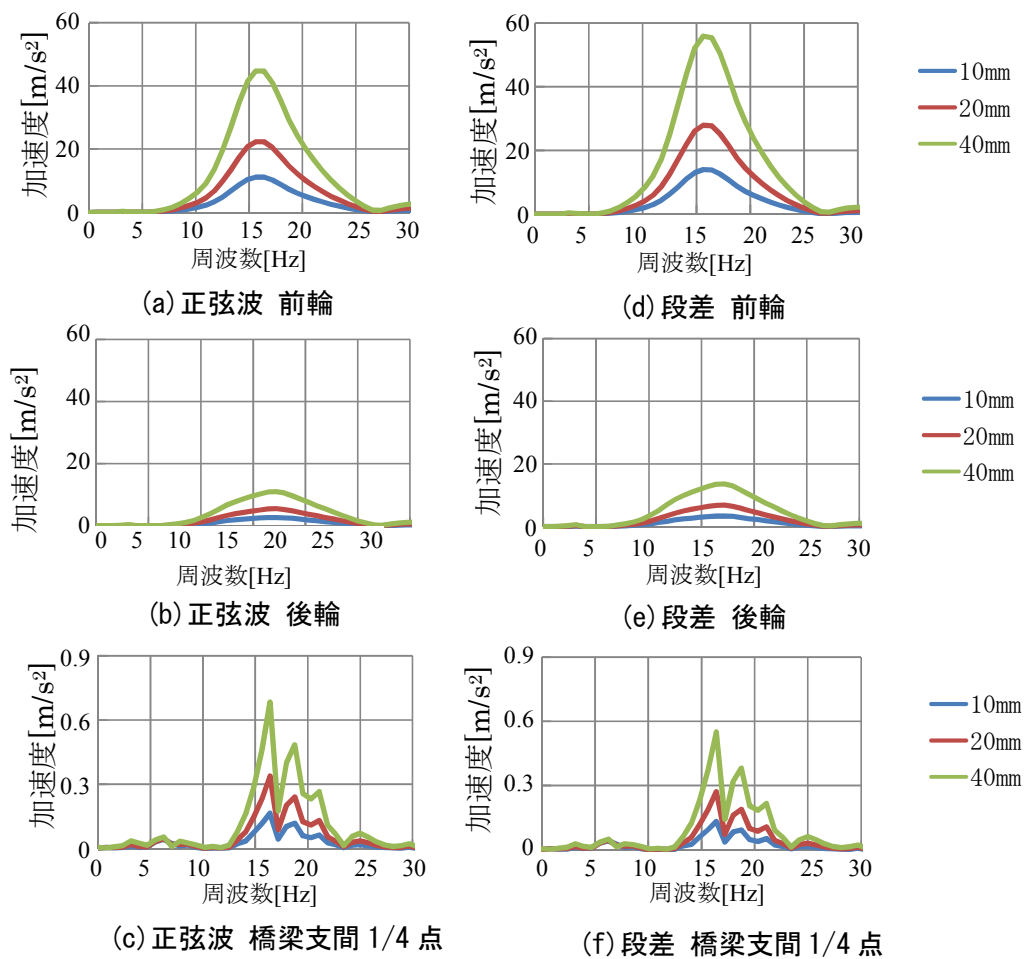 加速度[m/s²]
60
40
20
0
0 5 10 15 20 25 30
周波数[Hz]
(a)正弦波 前輪
加速度[m/s²]
60
40
20
0
0 5 10 15 20 25 30
周波数[Hz]
(d)段差 前輪
10mm
20mm
40mm
加速度[m/s²]
60
40
20
0
0 5 10 15 20 25 30
周波数[Hz]
(b)正弦波 後輪
加速度[m/s²]
60
40
20
0
0 5 10 15 20 25 30
周波数[Hz]
(e)段差 後輪
10mm
20mm
40mm
加速度[m/s²]
0.9
0.6
0.3
0
0 5 10 15 20 25 30
周波数[Hz]
(c)正弦波 橋梁支間 1/4 点
加速度[m/s²]
0.9
0.6
0.3
0
0 5 10 15 20 25 30
周波数[Hz]
(f)段差 橋梁支間 1/4 点
10mm
20mm
40mm